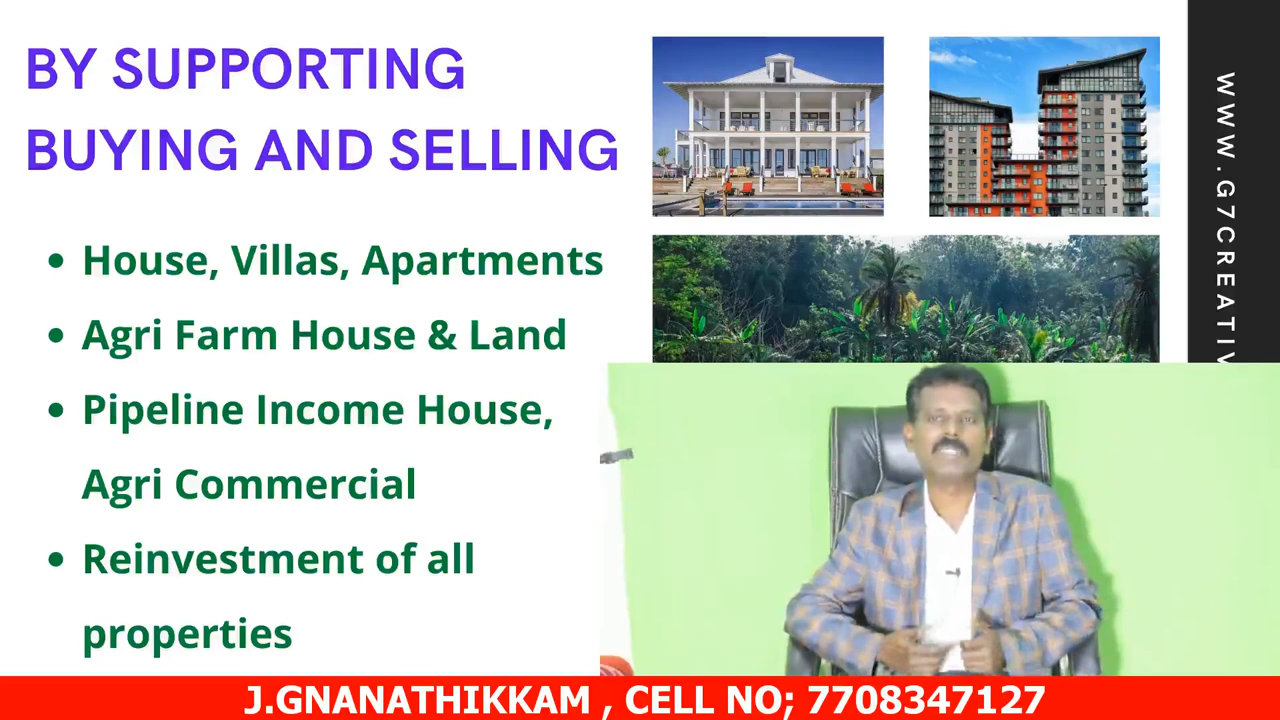 BY SUPPORTING
BUYING AND SELLING
House, Villas, Apartments
Agri Farm House & Land
Pipeline Income House,
Agri Commercial
Reinvestment of all
properties
WWW.G7CREATIV
J.GNANATHIKKAM , CELL NO; 7708347127